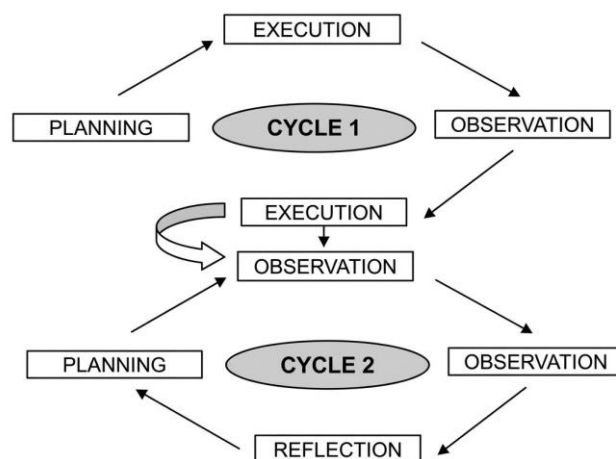 EXECUTION
PLANNING
CYCLE 1
OBSERVATION
EXECUTION
OBSERVATION
PLANNING
CYCLE 2
OBSERVATION
REFLECTION